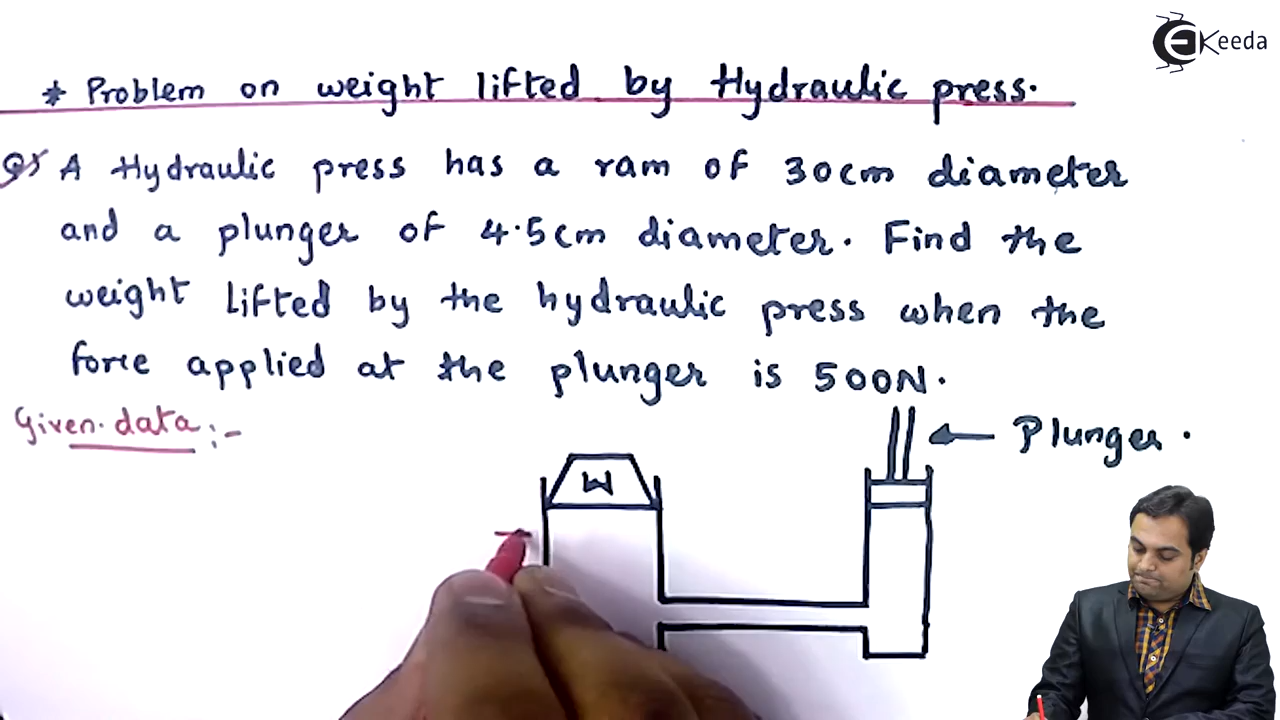 EKeeda
* Problem on weight lifted by Hydraulic press.
Q> A Hydraulic press has a ram of 30cm diameter
and a plunger of 4.5cm diameter. Find the
weight lifted by the hydraulic press when the
force applied at the plunger is 500N.
Given data :-
Plunger.
W